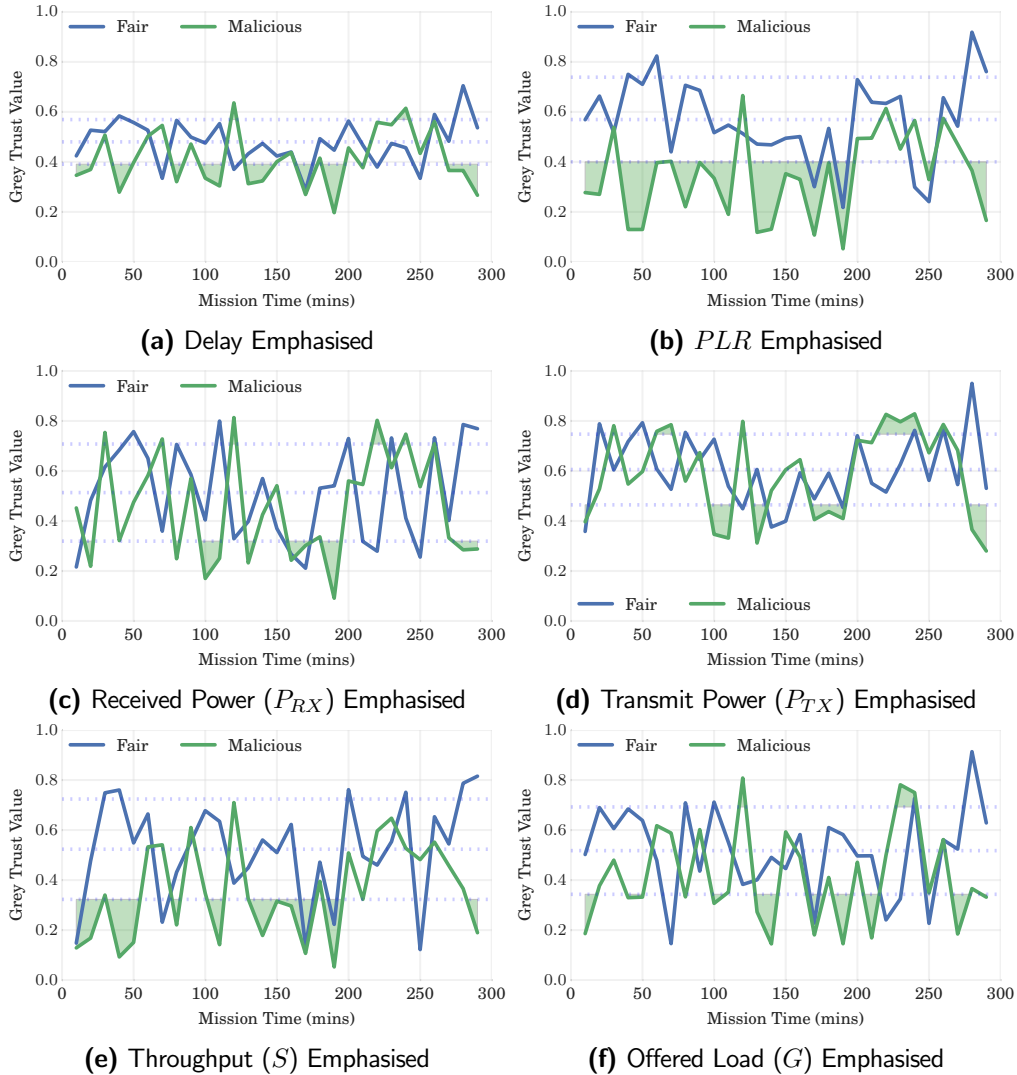 Fair Malicious
1.0
0.8
0.6
0.4
0.2
0.0
Grey Trust Value
0 50 100 150 200 250 300
Mission Time (mins)
(a) Delay Emphasised
Fair Malicious
1.0
0.8
0.6
0.4
0.2
0.0
Grey Trust Value
0 50 100 150 200 250 300
Mission Time (mins)
(b) PLR Emphasised
Fair Malicious
1.0
0.8
0.6
0.4
0.2
0.0
Grey Trust Value
0 50 100 150 200 250 300
Mission Time (mins)
(c) Received Power (P_{RX}) Emphasised
1.0
0.8
0.6
0.4
0.2
0.0
Grey Trust Value
Fair Malicious
0 50 100 150 200 250 300
Mission Time (mins)
(d) Transmit Power (P_{TX}) Emphasised
Fair Malicious
1.0
0.8
0.6
0.4
0.2
0.0
Grey Trust Value
0 50 100 150 200 250 300
Mission Time (mins)
(e) Throughput (S) Emphasised
Fair Malicious
1.0
0.8
0.6
0.4
0.2
0.0
Grey Trust Value
0 50 100 150 200 250 300
Mission Time (mins)
(f) Offered Load (G) Emphasised